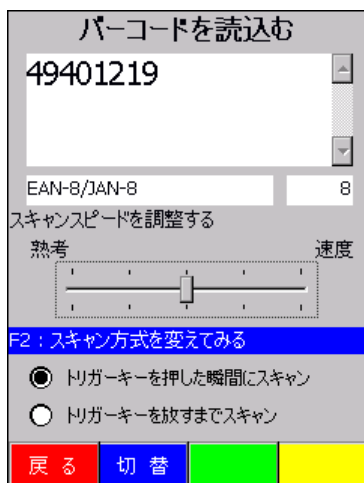 バーコードを読込む
49401219
EAN-8/JAN-8 8
スキャンスピードを調整する
熟考 速度
F2：スキャン方式を変えてみる
トリガーキーを押した瞬間にスキャン
トリガーキーを放すまでスキャン
戻る 切替